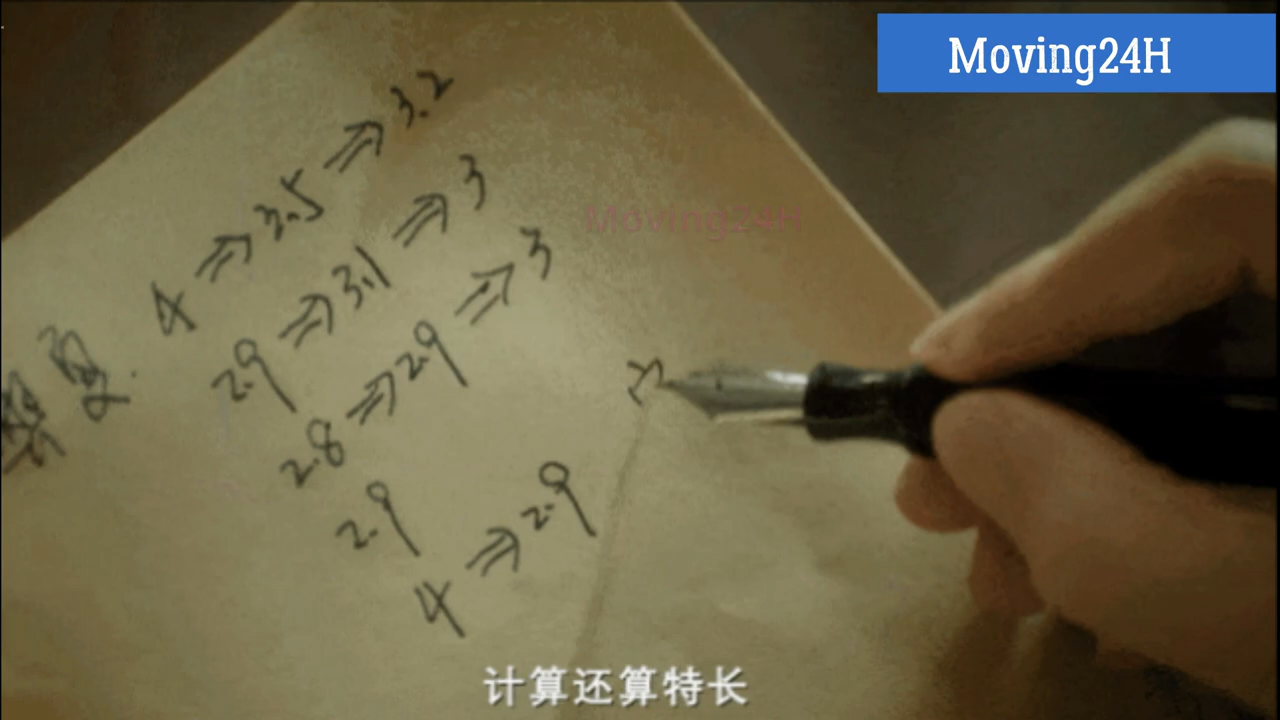 Moving24H
4 ⇒ 3.5 ⇒ 3.2
2.9 ⇒ 3.1 ⇒ 3
Moving24H
2.8 ⇒ 2.9 ⇒ 3
2.9
4 ⇒ 2.9
计算还算特长